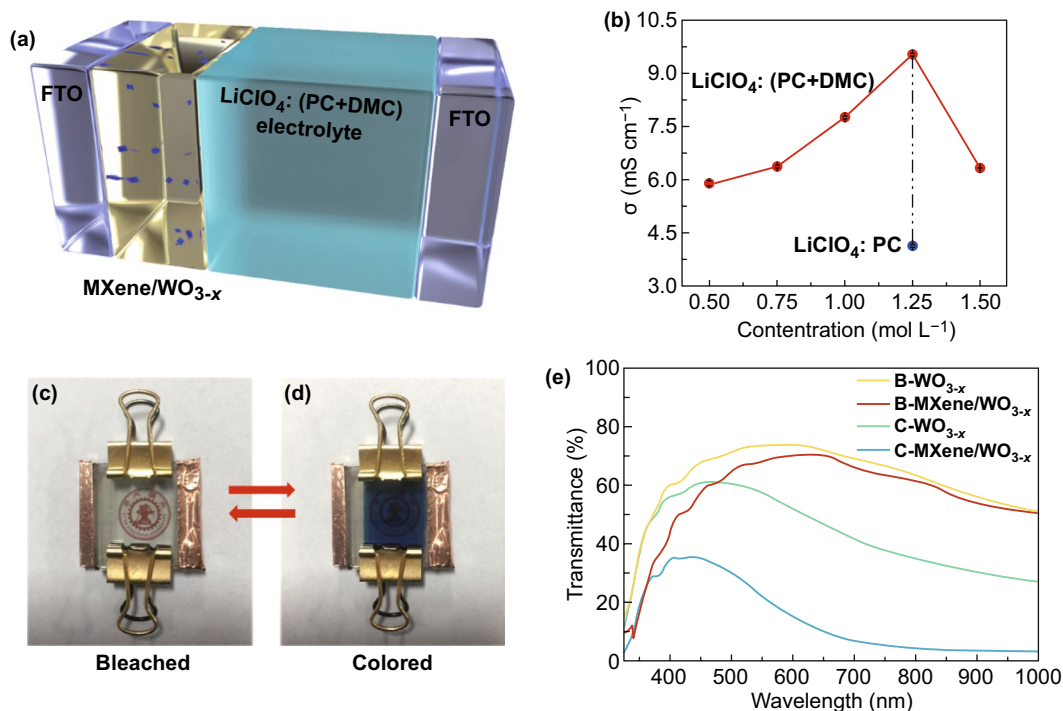 (a)
FTO
LiClO₄: (PC+DMC)
electrolyte
FTO
MXene/WO₃₋ₓ
(b)
10.5
9.0
7.5
6.0
4.5
3.0
σ (mS cm⁻¹)
LiClO₄: (PC+DMC)
LiClO₄: PC
0.50 0.75 1.00 1.25 1.50
Contentration (mol L⁻¹)
(c)
Bleached
(d)
Colored
(e)
100
80
60
40
20
0
Transmittance (%)
B-WO₃₋ₓ
B-MXene/WO₃₋ₓ
C-WO₃₋ₓ
C-MXene/WO₃₋ₓ
400 500 600 700 800 900 1000
Wavelength (nm)